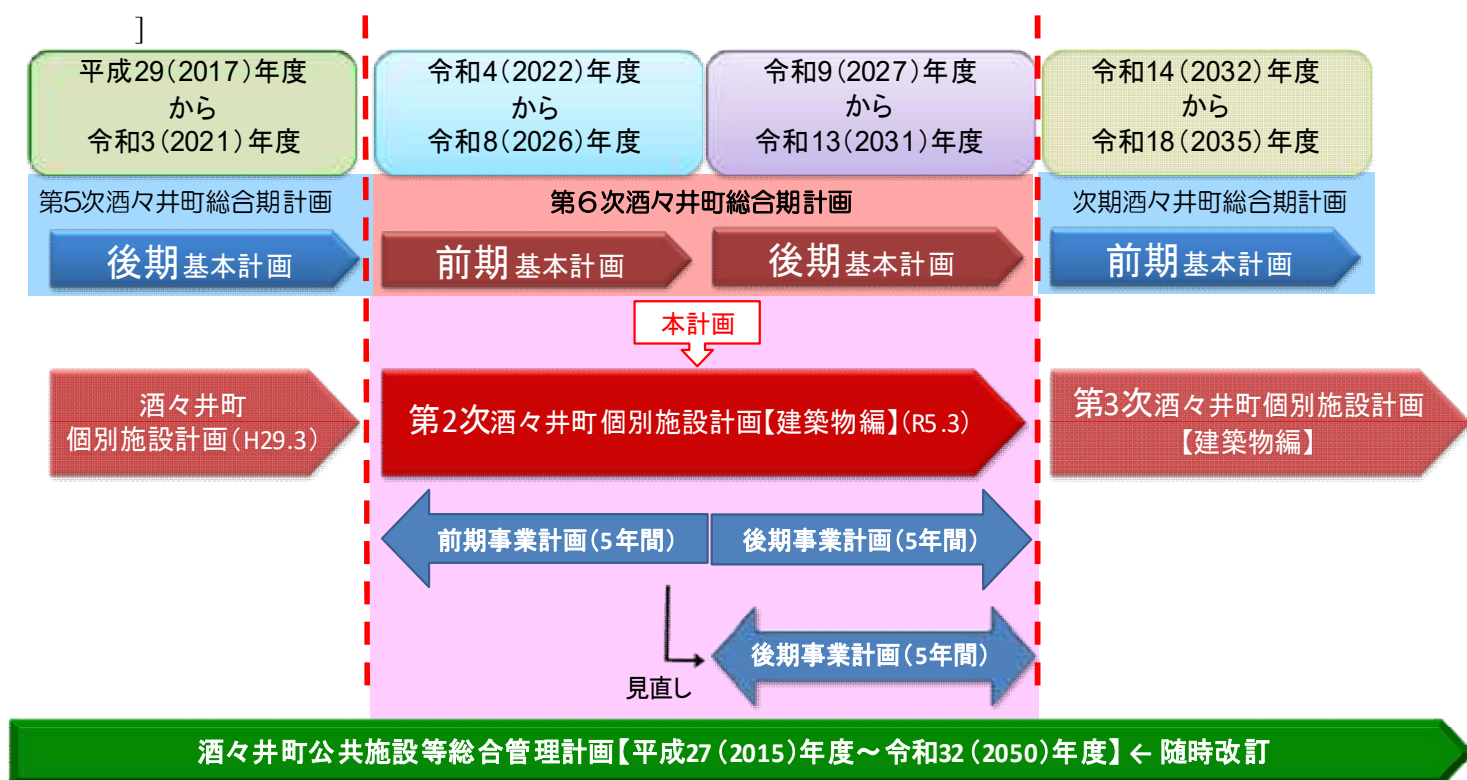 ]
平成29(2017)年度
から
令和3(2021)年度
令和4(2022)年度
から
令和8(2026)年度
令和9(2027)年度
から
令和13(2031)年度
令和14(2032)年度
から
令和18(2035)年度
第5次酒々井町総合期計画
第6次酒々井町総合期計画
次期酒々井町総合期計画
後期基本計画
前期基本計画
後期基本計画
前期基本計画
本計画
酒々井町
個別施設計画(H29.3)
第2次酒々井町個別施設計画【建築物編】(R5.3)
第3次酒々井町個別施設計画
【建築物編】
前期事業計画(5年間)
後期事業計画(5年間)
後期事業計画(5年間)
見直し
酒々井町公共施設等総合管理計画【平成27(2015)年度～令和32(2050)年度】←随時改訂